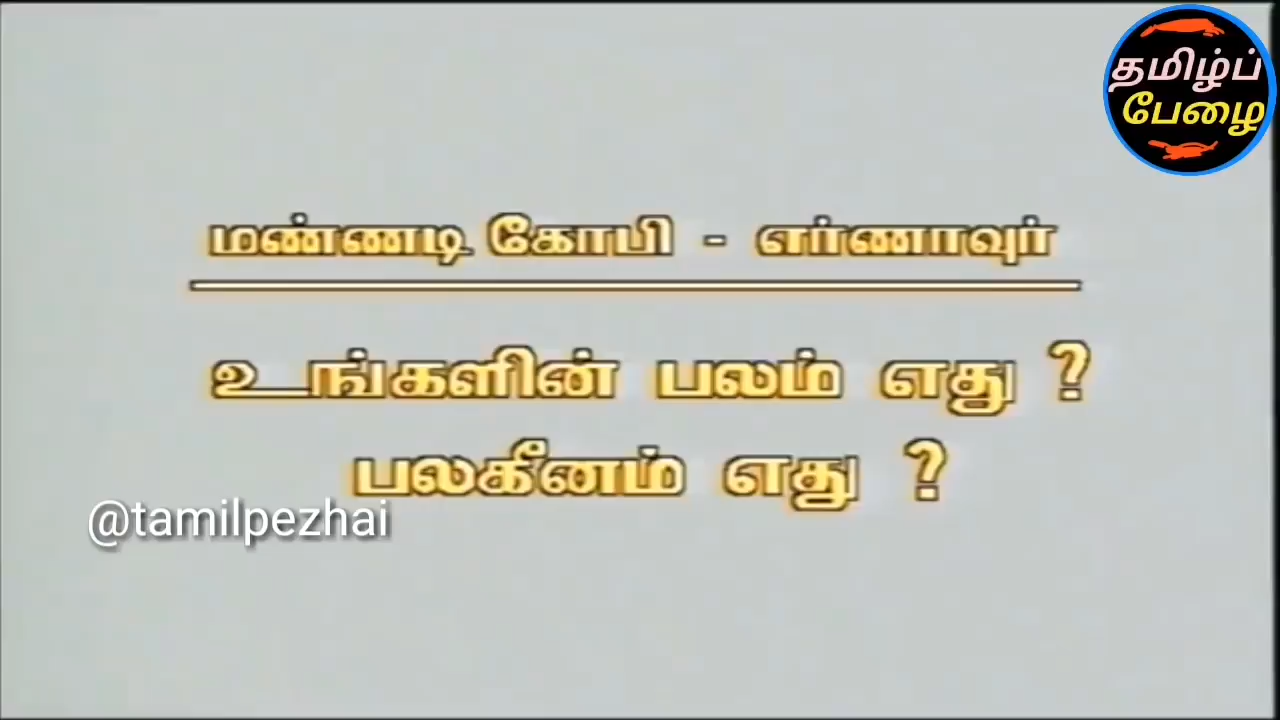 தமிழ்ப்
பேழை
மண்ணடி கோபி - எர்ணாவுர்
உங்களின் பலம் எது ?
பலகீனம் எது ?
@tamilpezhai